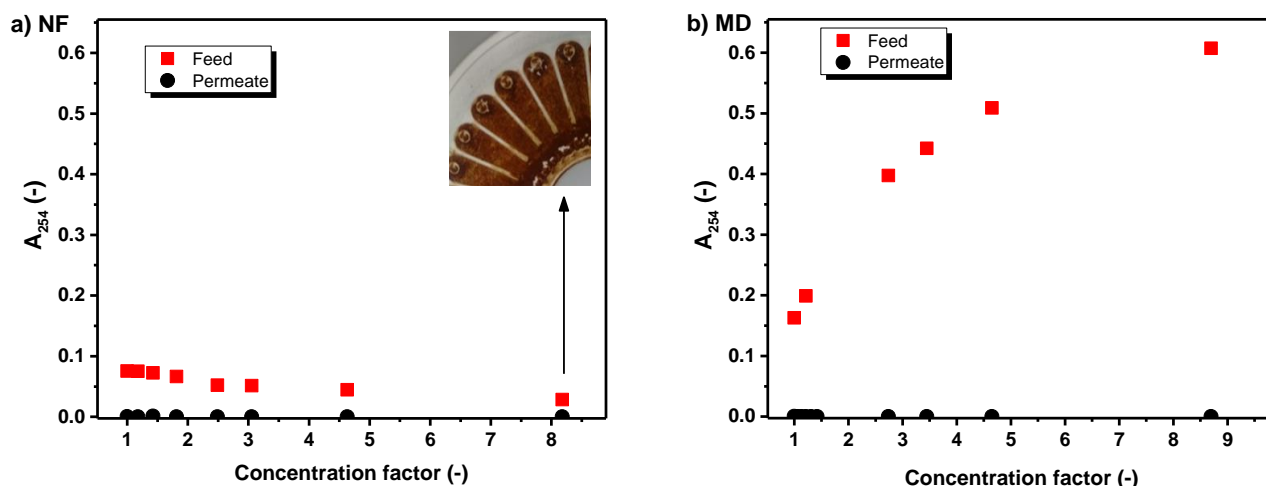 a) NF
Feed
Permeate
0.6
0.5
0.4
0.3
0.2
0.1
0.0
A254 (-)
1 2 3 4 5 6 7 8
Concentration factor (-)
b) MD
Feed
Permeate
0.6
0.5
0.4
0.3
0.2
0.1
0.0
A254 (-)
1 2 3 4 5 6 7 8 9
Concentration factor (-)